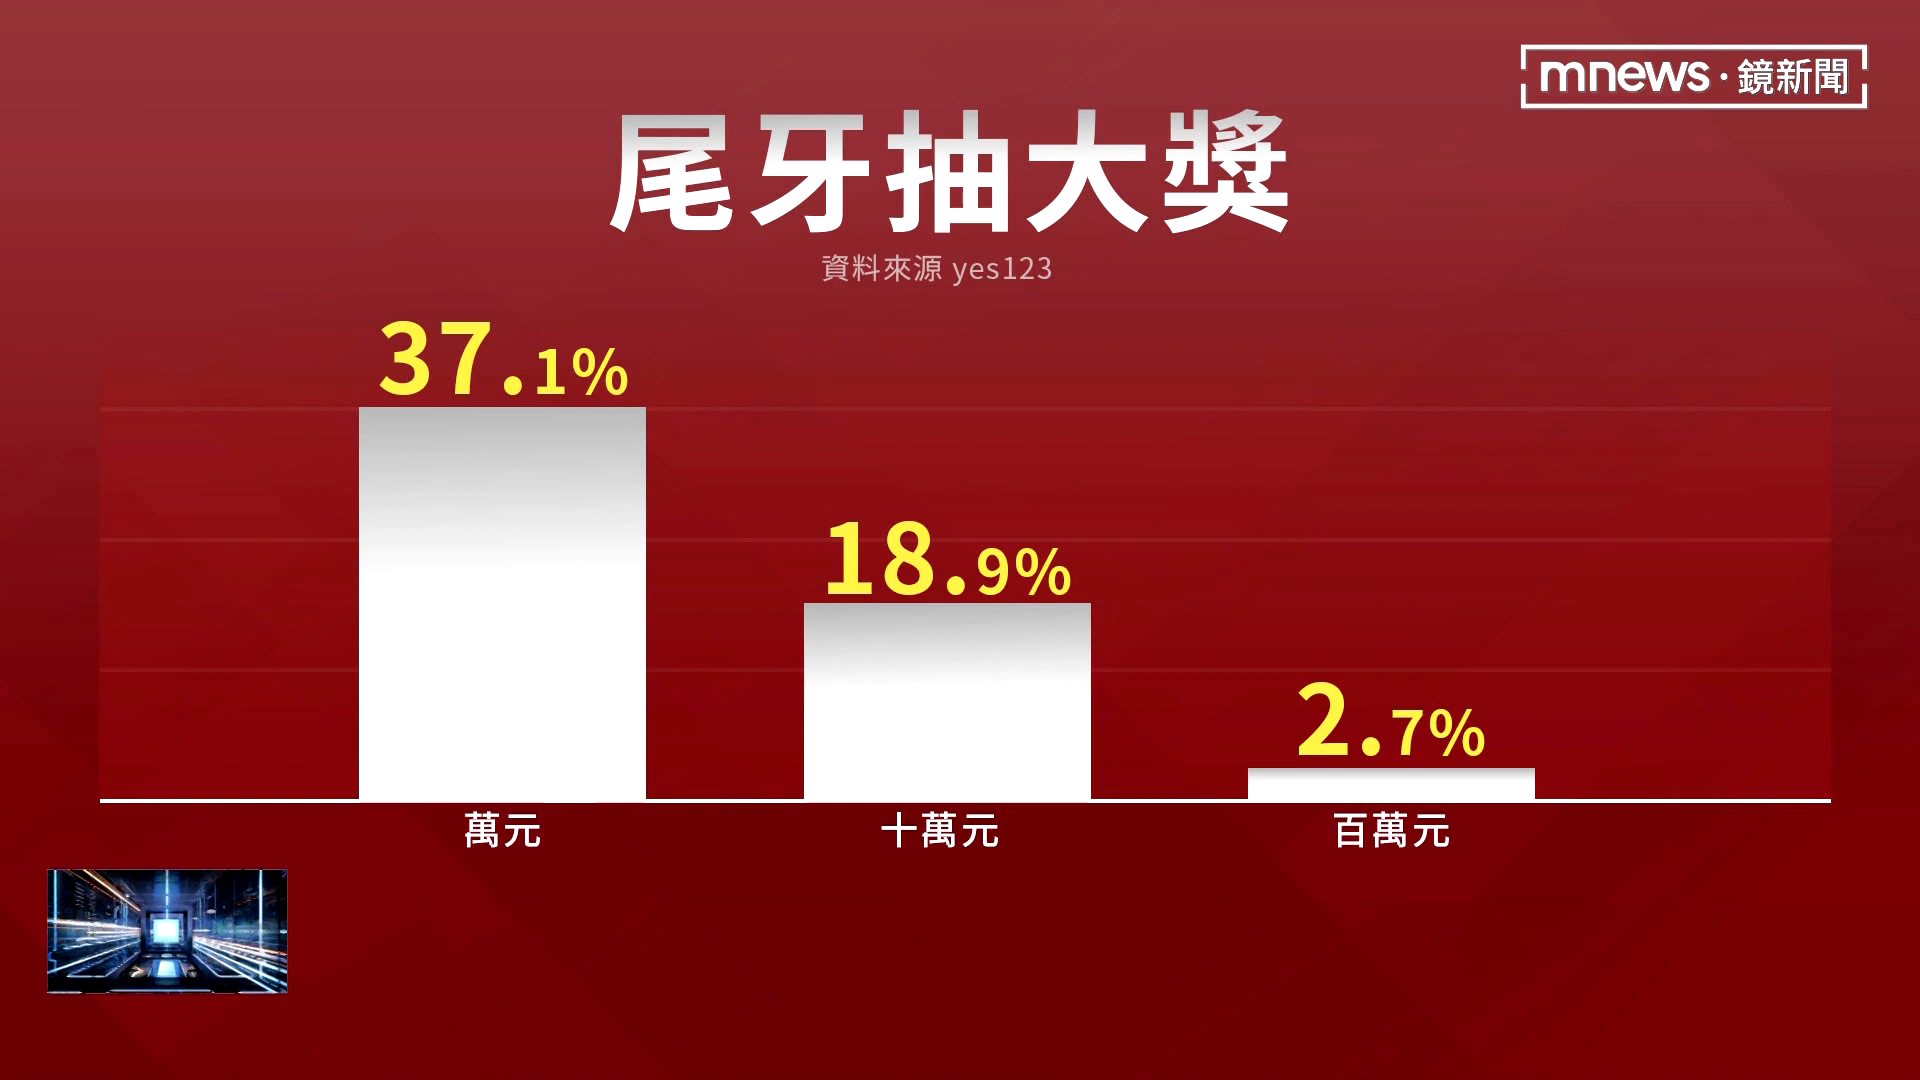 mnews·鏡新聞
尾牙抽大獎
資料來源 yes123
37.1%
18.9%
2.7%
萬元
十萬元
百萬元